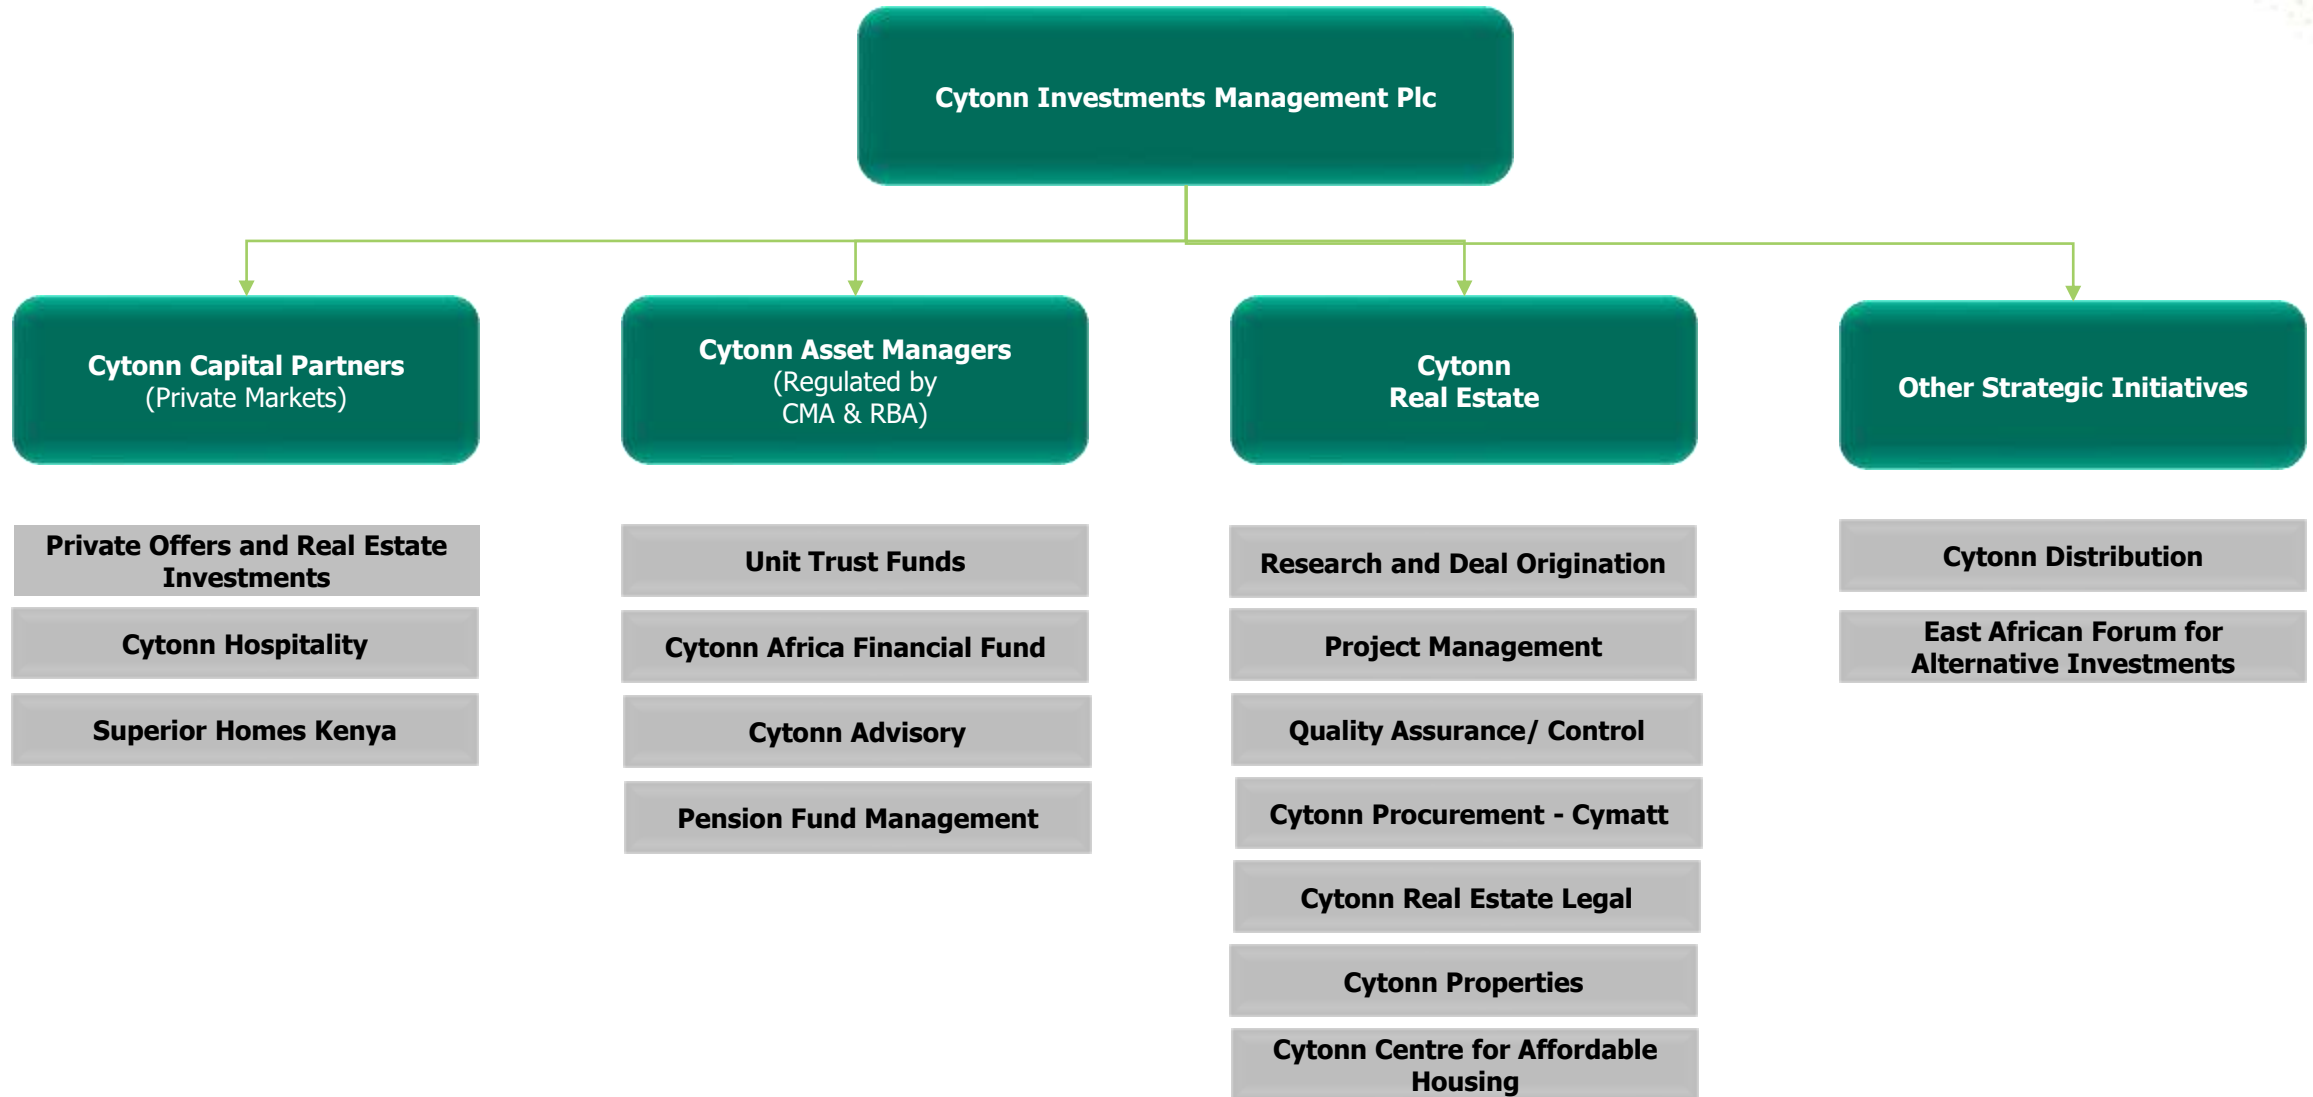 Cytonn Investments Management Plc
Cytonn Capital Partners
(Private Markets)
Cytonn Asset Managers
(Regulated by
CMA & RBA)
Cytonn
Real Estate
Other Strategic Initiatives
Private Offers and Real Estate
Investments
Cytonn Hospitality
Superior Homes Kenya
Unit Trust Funds
Cytonn Africa Financial Fund
Cytonn Advisory
Pension Fund Management
Research and Deal Origination
Project Management
Quality Assurance/ Control
Cytonn Procurement - Cymatt
Cytonn Real Estate Legal
Cytonn Properties
Cytonn Centre for Affordable
Housing
Cytonn Distribution
East African Forum for
Alternative Investments